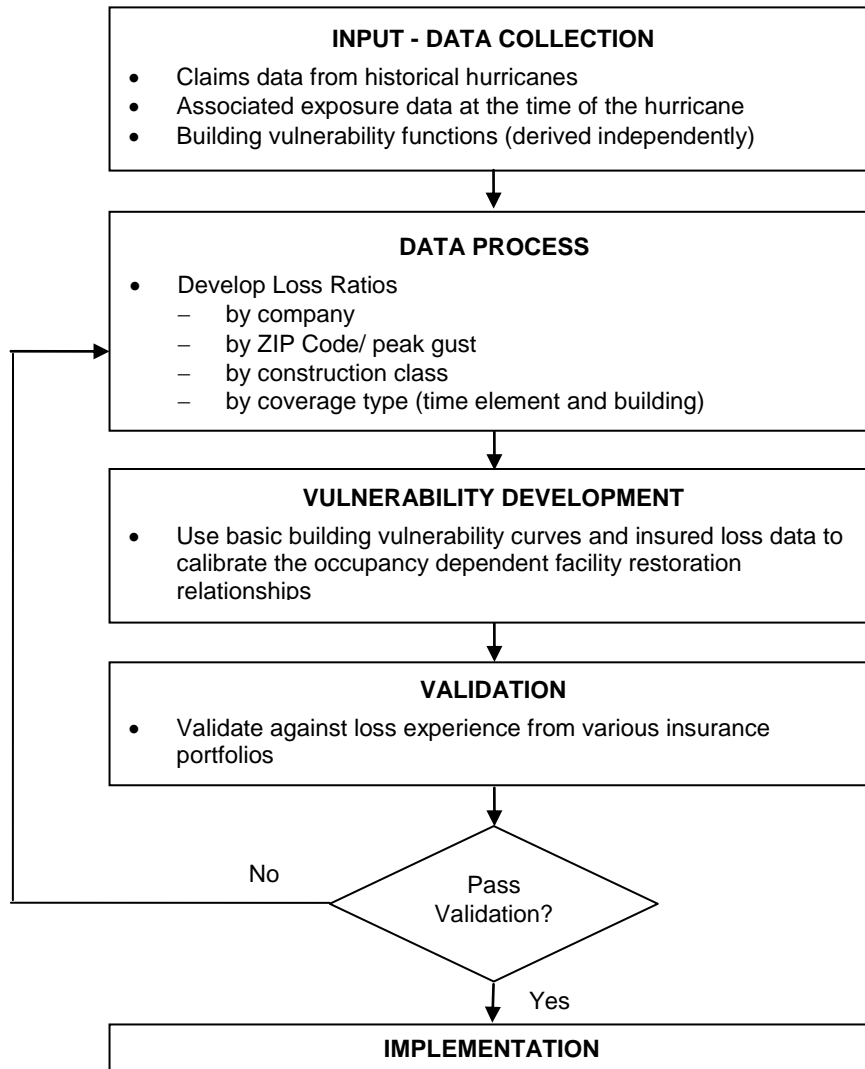 INPUT - DATA COLLECTION
• Claims data from historical hurricanes
• Associated exposure data at the time of the hurricane
• Building vulnerability functions (derived independently)
DATA PROCESS
• Develop Loss Ratios
– by company
– by ZIP Code/ peak gust
– by construction class
– by coverage type (time element and building)
VULNERABILITY DEVELOPMENT
• Use basic building vulnerability curves and insured loss data to
calibrate the occupancy dependent facility restoration
relationships
VALIDATION
• Validate against loss experience from various insurance
portfolios
No
Pass
Validation?
Yes
IMPLEMENTATION